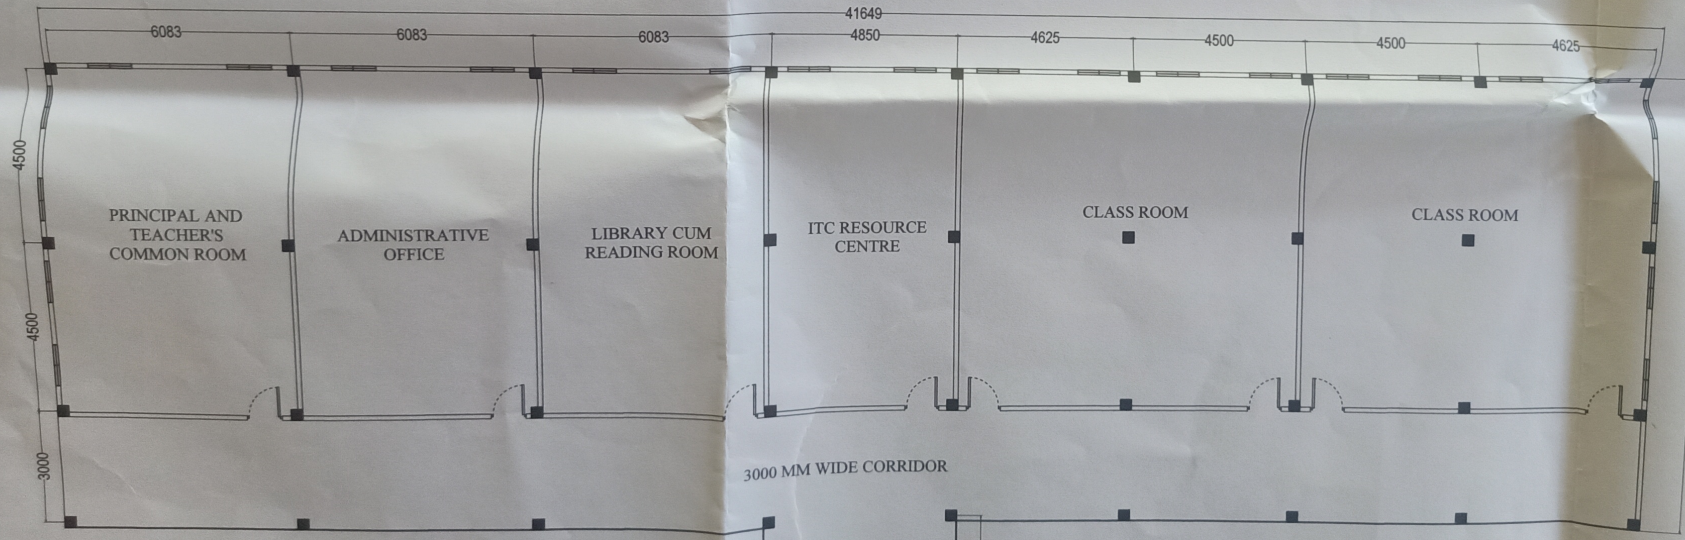 41649
6083
6083
6083
4850
4625
4500
4500
4625
4500
4500
3000
PRINCIPAL AND
TEACHER'S
COMMON ROOM
ADMINISTRATIVE
OFFICE
LIBRARY CUM
READING ROOM
ITC RESOURCE
CENTRE
CLASS ROOM
CLASS ROOM
3000 MM WIDE CORRIDOR